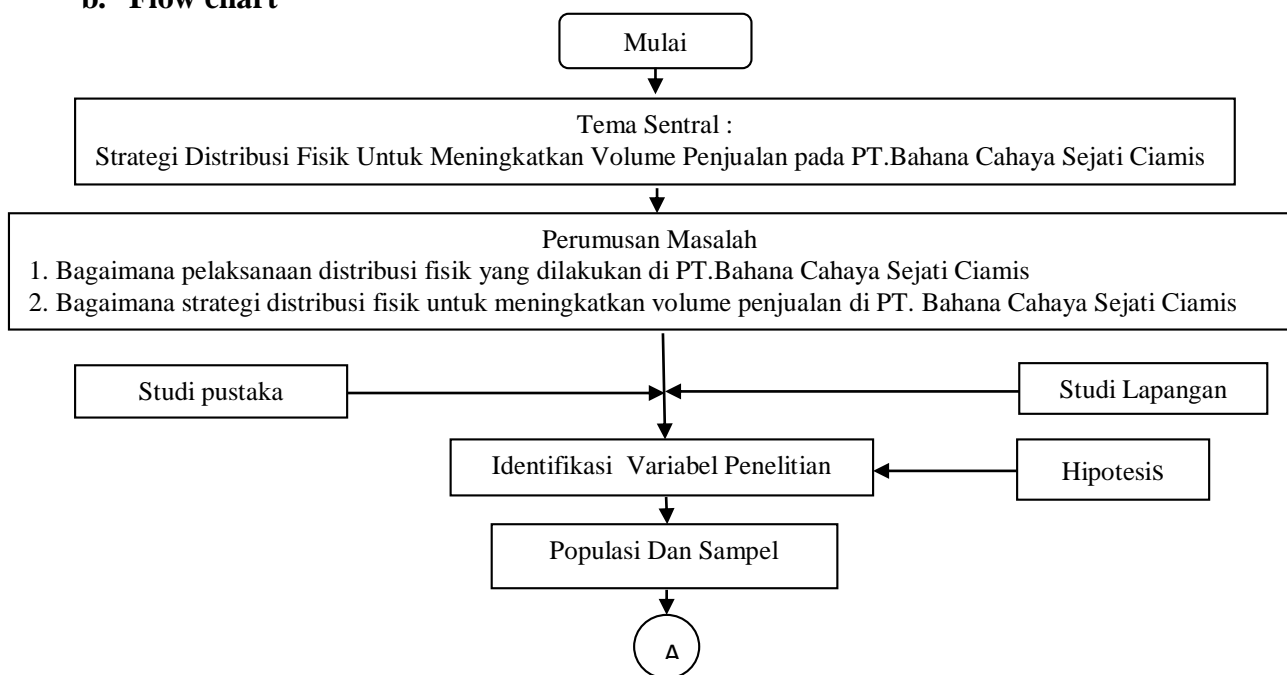 b. Flow chart
Mulai
Tema Sentral :
Strategi Distribusi Fisik Untuk Meningkatkan Volume Penjualan pada PT.Bahana Cahaya Sejati Ciamis
Perumusan Masalah
1. Bagaimana pelaksanaan distribusi fisik yang dilakukan di PT.Bahana Cahaya Sejati Ciamis
2. Bagaimana strategi distribusi fisik untuk meningkatkan volume penjualan di PT. Bahana Cahaya Sejati Ciamis
Studi pustaka
Studi Lapangan
Identifikasi Variabel Penelitian
Hipotesis
Populasi Dan Sampel
A